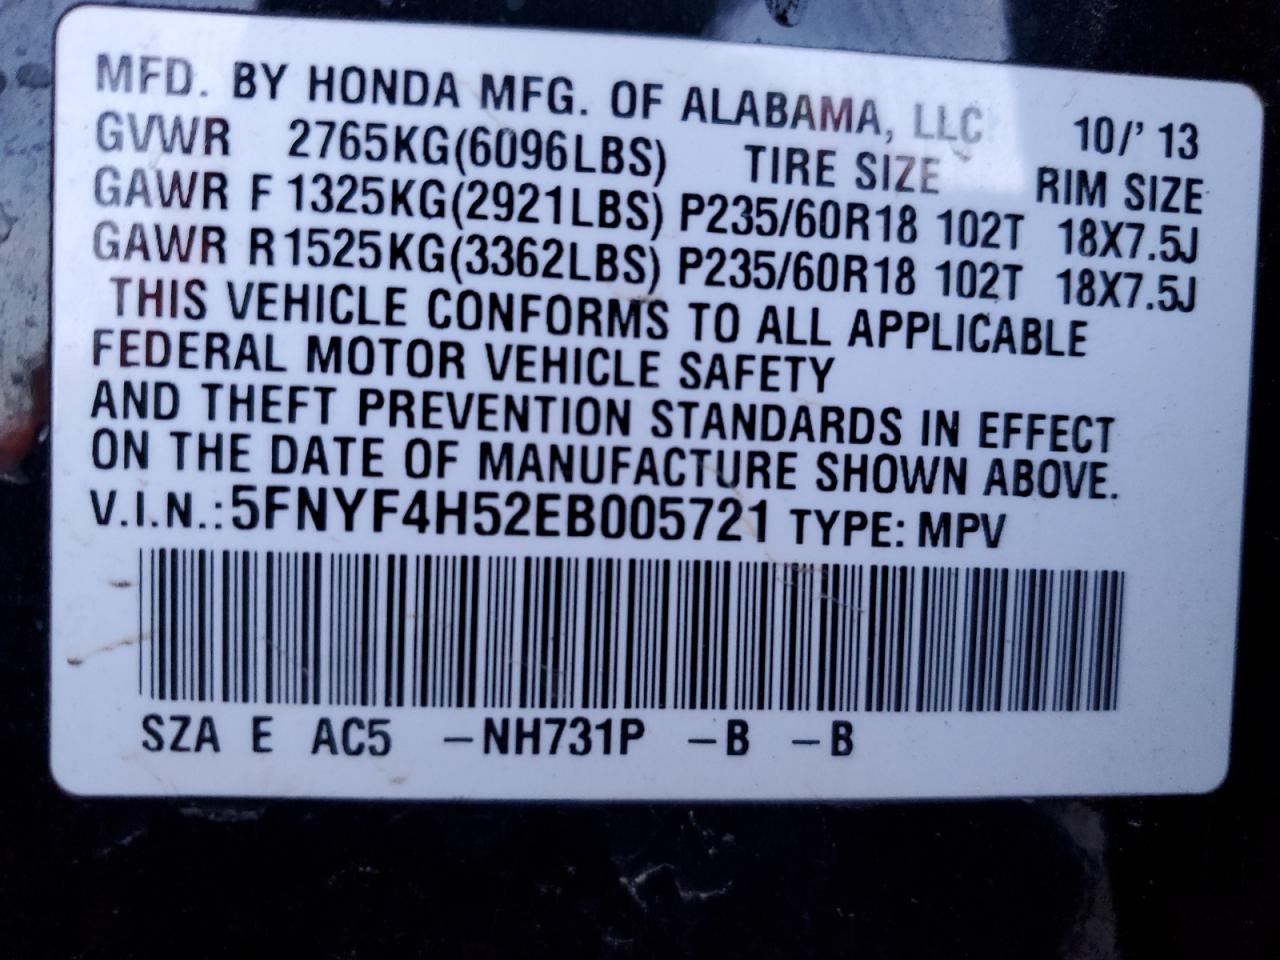 MFD. BY HONDA MFG. OF ALABAMA, LLC 10/' 13
GVWR 2765KG(6096LBS) TIRE SIZE RIM SIZE
GAWR F 1325KG(2921LBS) P235/60R18 102T 18X7.5J
GAWR R 1525KG(3362LBS) P235/60R18 102T 18X7.5J
THIS VEHICLE CONFORMS TO ALL APPLICABLE
FEDERAL MOTOR VEHICLE SAFETY
AND THEFT PREVENTION STANDARDS IN EFFECT
ON THE DATE OF MANUFACTURE SHOWN ABOVE.
V.I.N.: 5FNYF4H52EB005721 TYPE: MPV
SZA E AC5 –NH731P –B –B